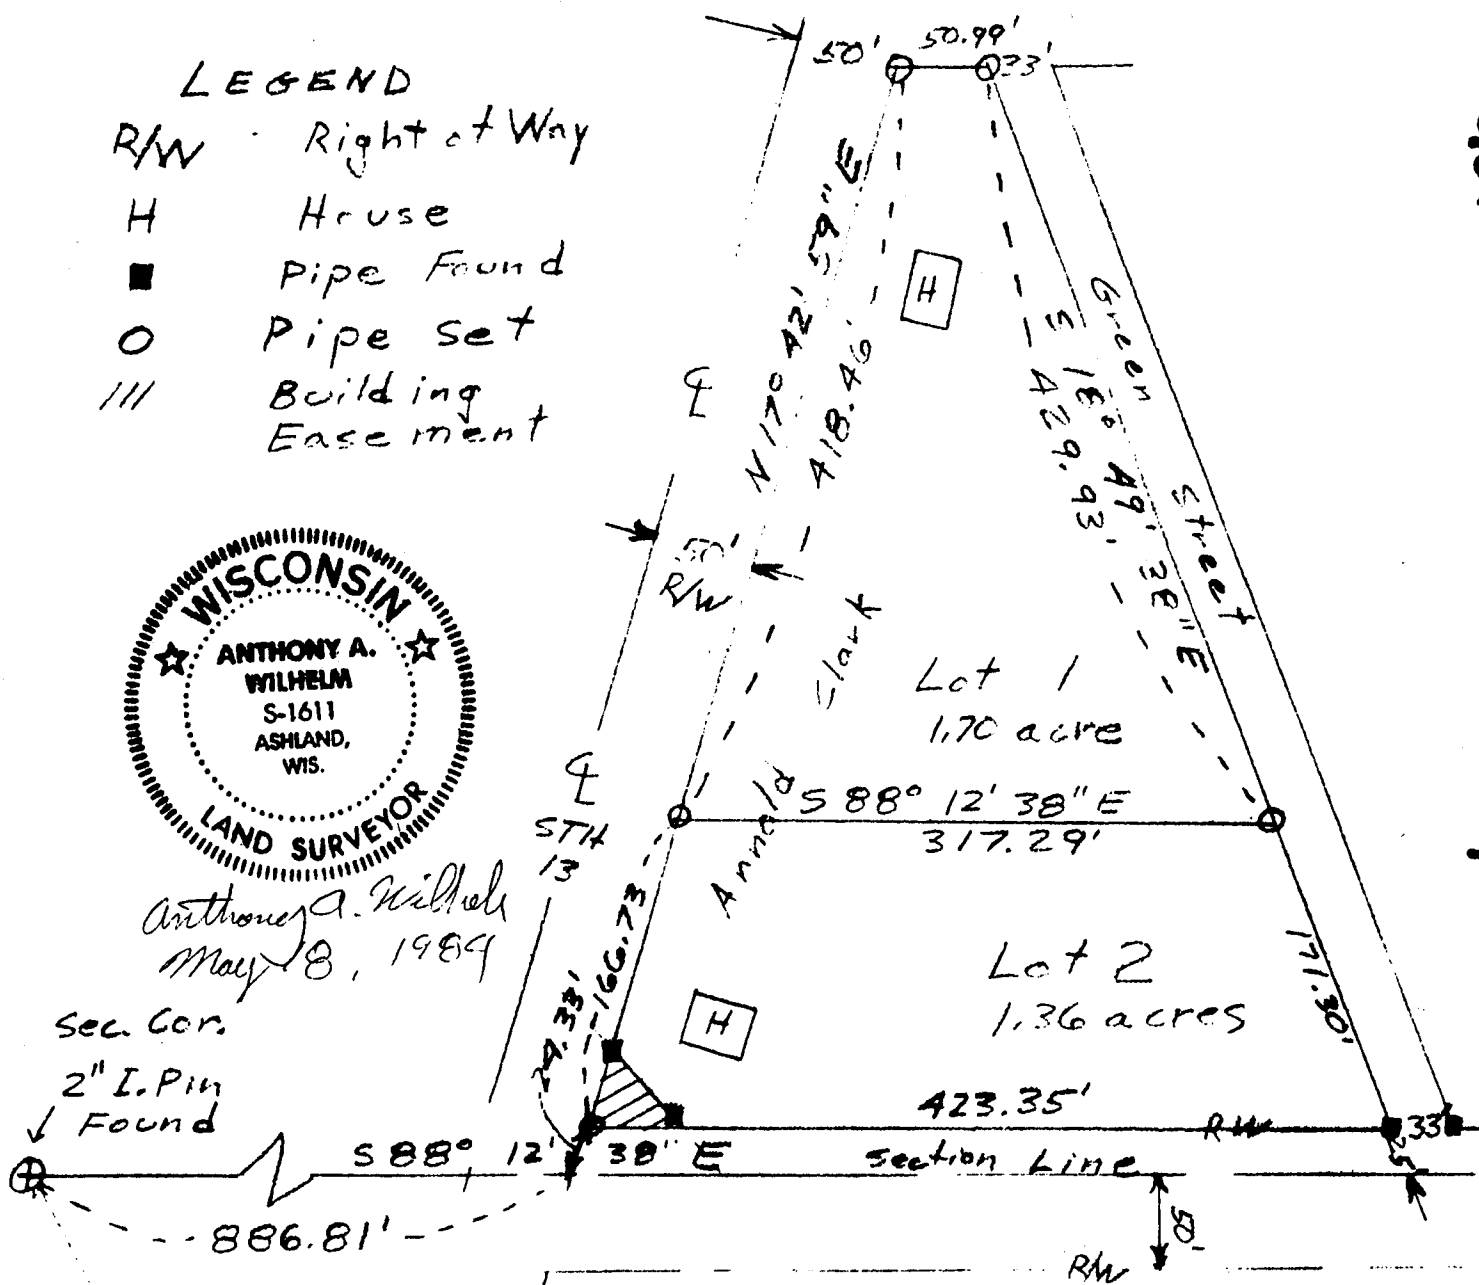 LEGEND
R/W Right of Way
H House
Pipe Found
O Pipe Set
/// Building
Easement
WISCONSIN
ANTHONY A.
WILHELM
S-1611
ASHLAND,
WIS.
LAND SURVEYOR
Anthony A. Wilhelm
May 8, 1989
Sec. Cor.
2" I. Pin
Found
50'
50.99'
33'
N 17° 42' 59" E
418.46'
H
Green Street
S 18° 49' 38" E
429.93'
℄
50'
R/W
Arnold Clark
Lot 1
1.70 acre
℄
STH
13
S 88° 12' 38" E
317.29'
166.73
24.33'
H
Lot 2
1.36 acres
171.30'
423.35'
R/W
33'
25'
S 88° 12' 38" E
Section Line
886.81'
50'
R/W